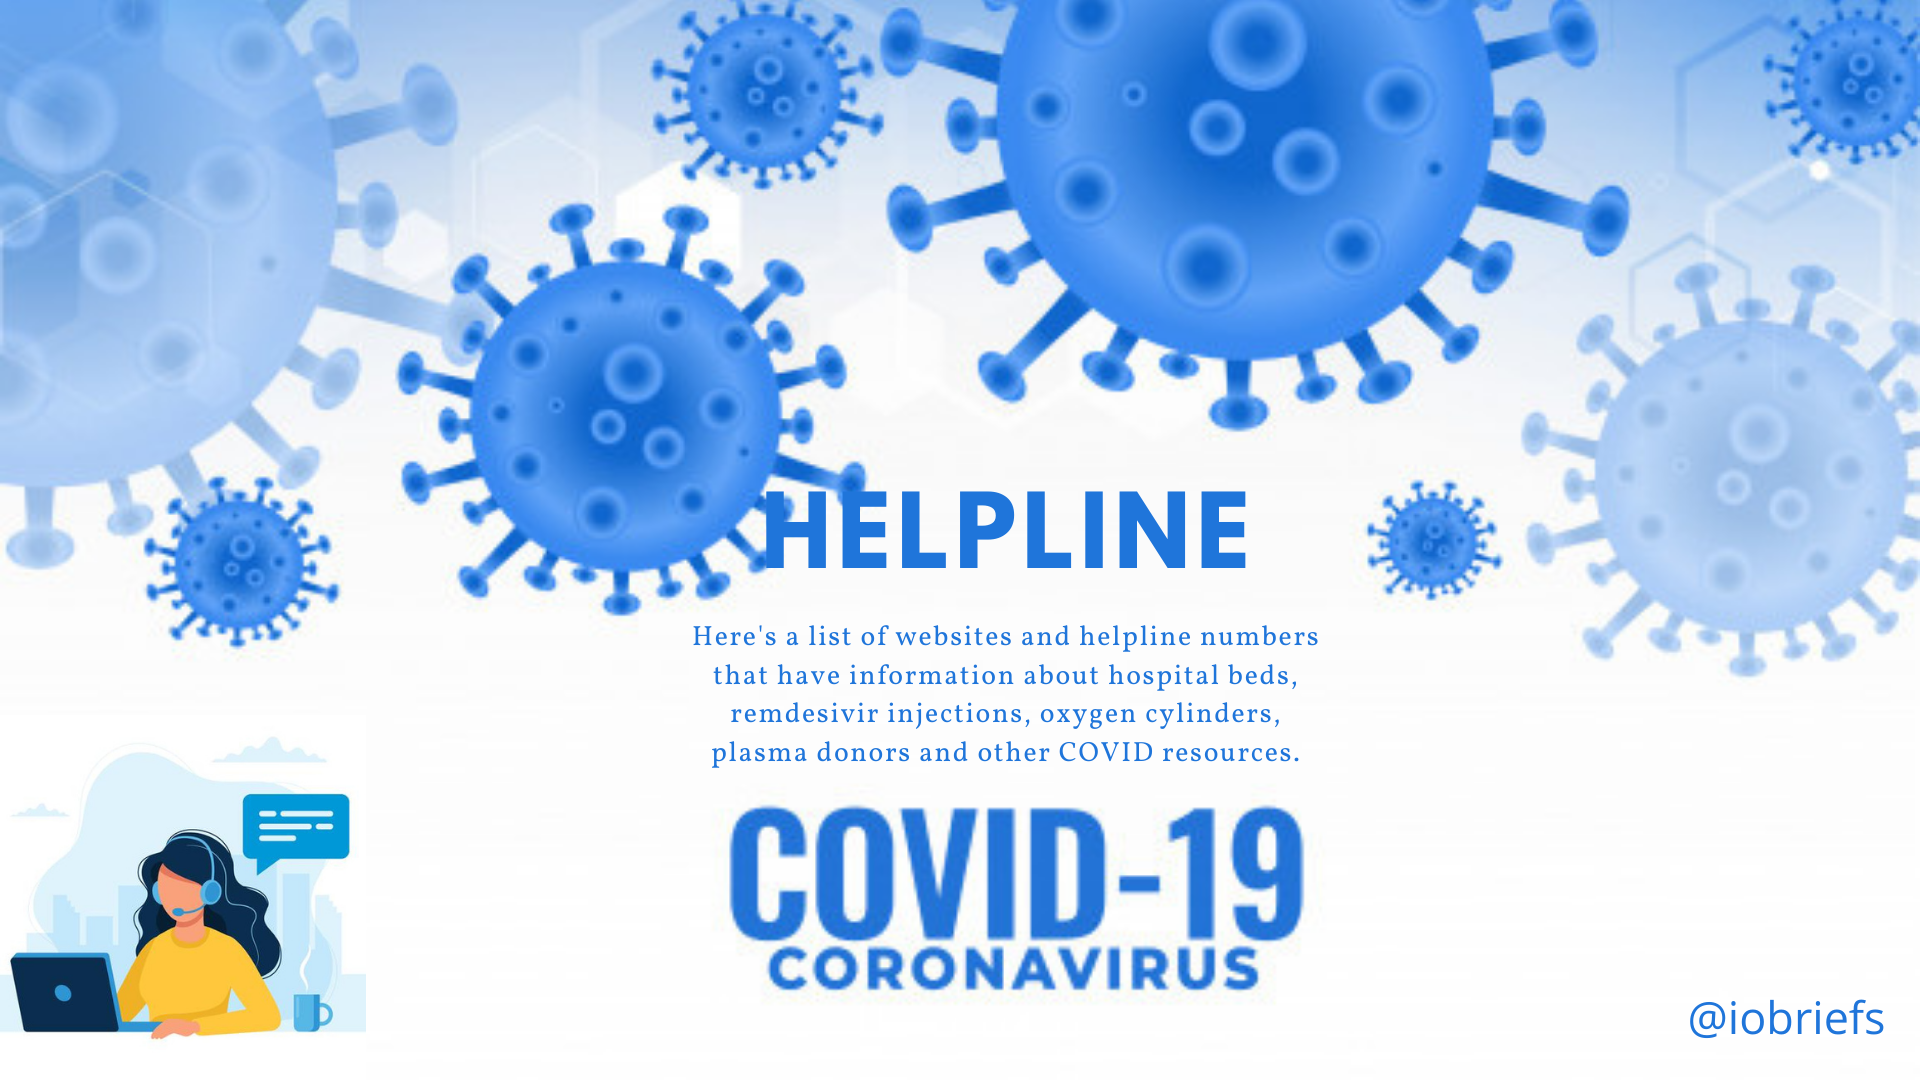 HELPLINE
Here's a list of websites and helpline numbers
that have information about hospital beds,
remdesivir injections, oxygen cylinders,
plasma donors and other COVID resources.
COVID-19
CORONAVIRUS
@iobriefs